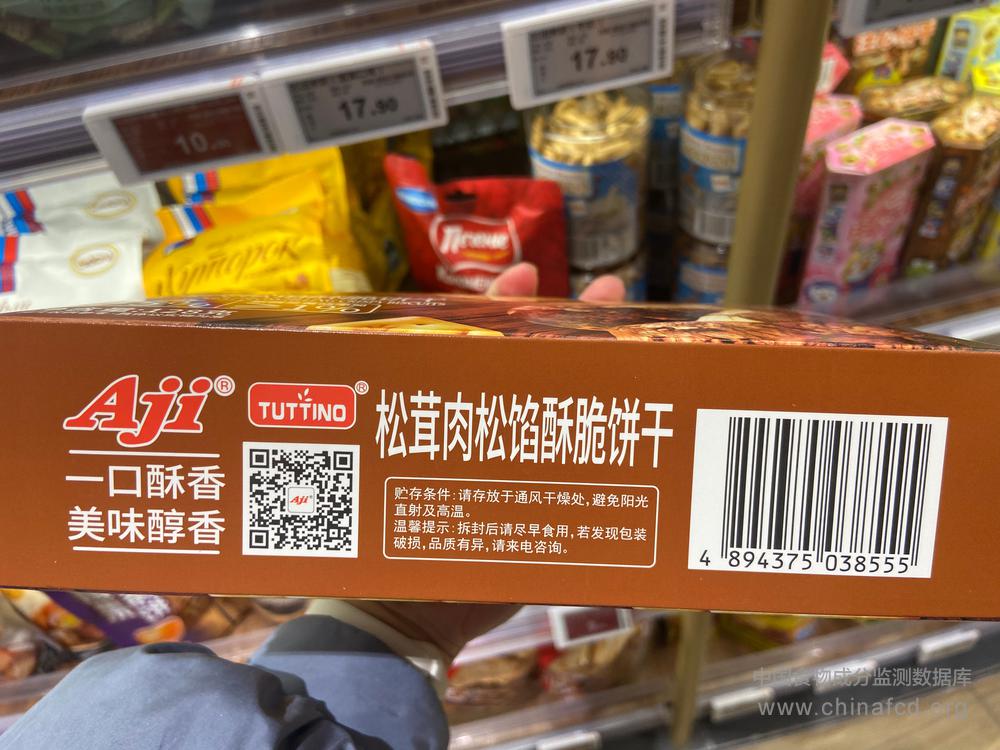 10
17.90
17.90
Хуторок
Aji®
TUTTINO®
松茸肉松馅酥脆饼干
一口酥香
美味醇香
Aji
贮存条件:请存放于通风干燥处,避免阳光
直射及高温。
温馨提示:拆封后请尽早食用,若发现包装
破损,品质有异,请来电咨询。
4 894375 038555
中国食物成分监测数据库
www.chinafcd.org